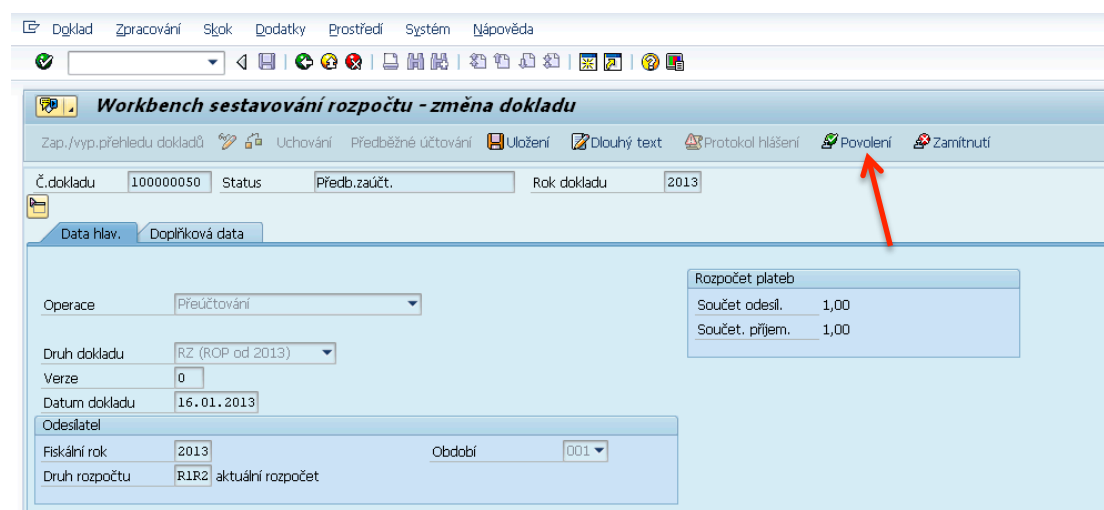 Doklad Zpracování Skok Dodatky Prostředí Systém Nápověda
Workbench sestavování rozpočtu - změna dokladu
Zap./vyp.přehledu dokladů Uchování Předběžné účtování Uložení Dlouhý text Protokol hlášení Povolení Zamítnutí
Č.dokladu 100000050 Status Předb.zaúčt. Rok dokladu 2013
Data hlav. Doplňková data
Rozpočet plateb
Operace Přeúčtování Součet odesíl. 1,00
Součet. příjem. 1,00
Druh dokladu RZ (ROP od 2013)
Verze 0
Datum dokladu 16.01.2013
Odesílatel
Fiskální rok 2013 Období 001
Druh rozpočtu R1R2 aktuální rozpočet